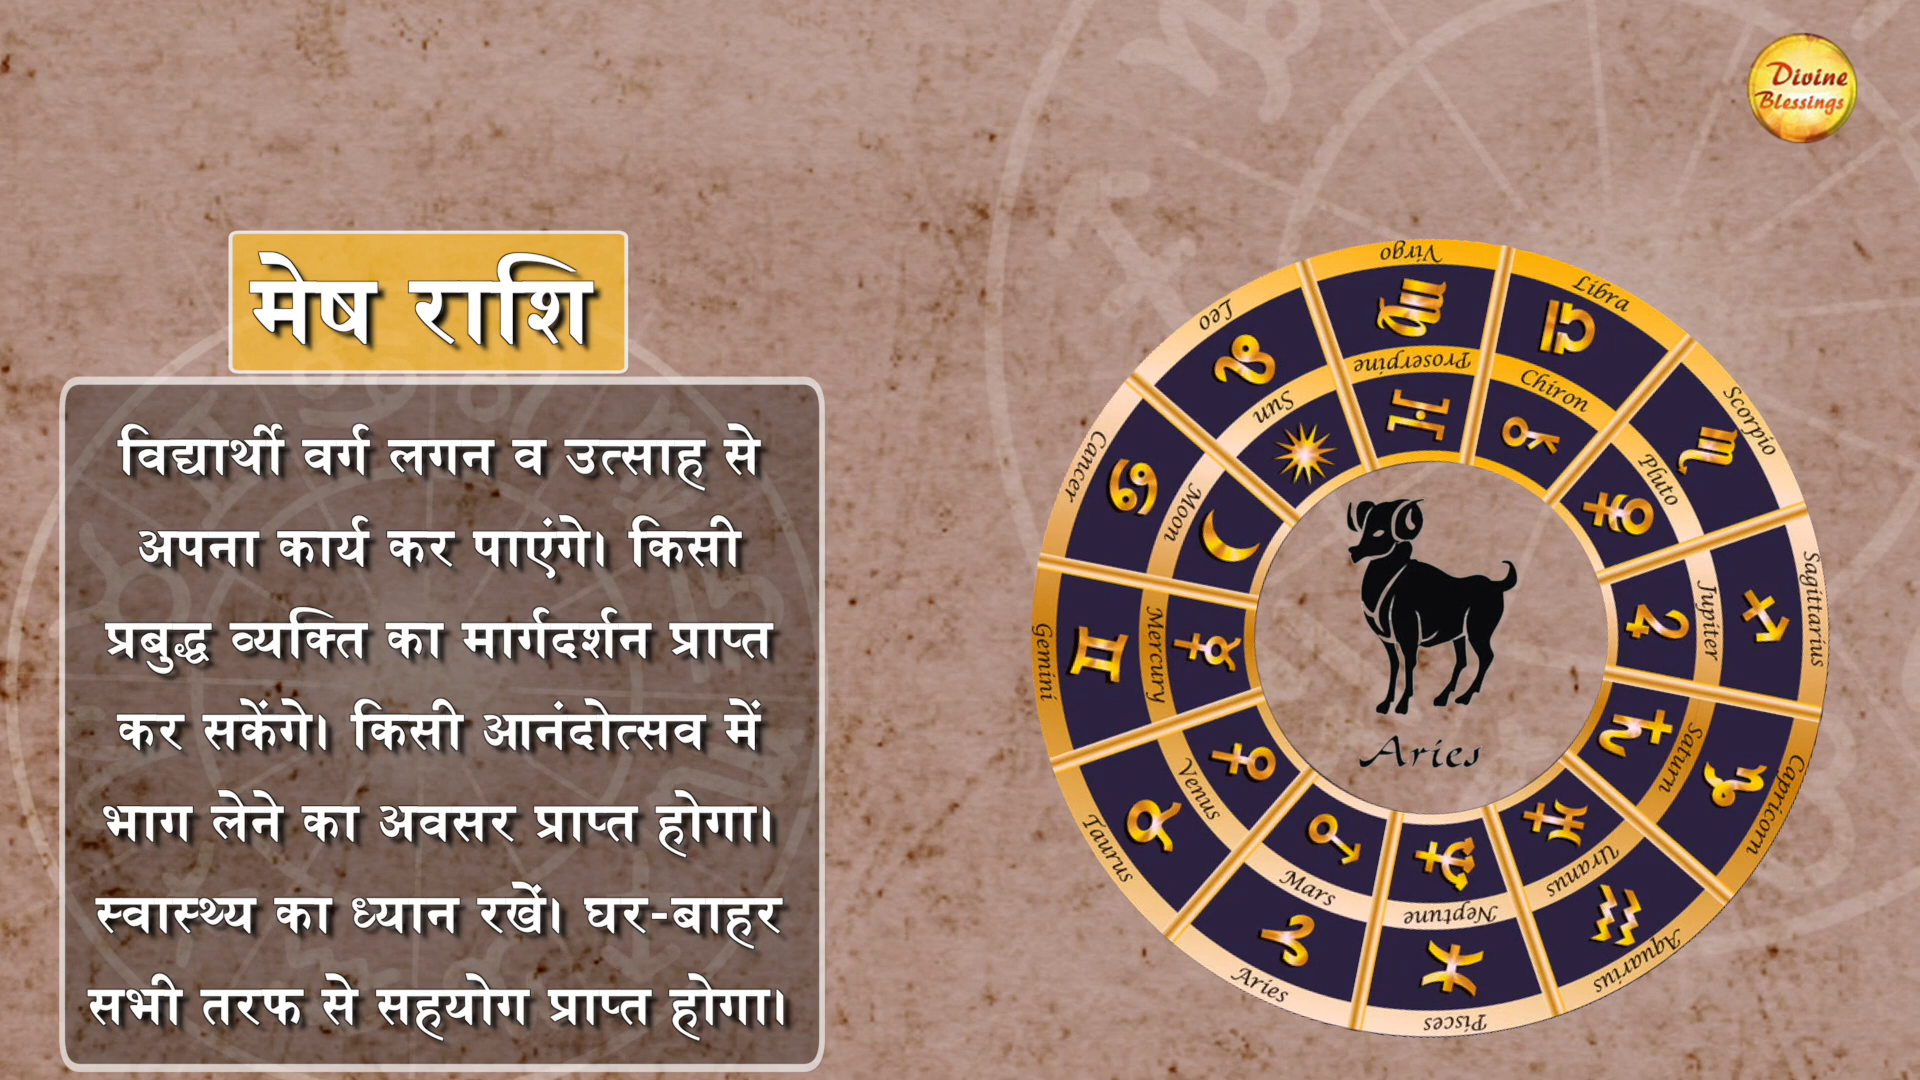 Divine
Blessings
मेष राशि
विद्यार्थी वर्ग लगन व उत्साह से
अपना कार्य कर पाएंगे। किसी
प्रबुद्ध व्यक्ति का मार्गदर्शन प्राप्त
कर सकेंगे। किसी आनंदोत्सव में
भाग लेने का अवसर प्राप्त होगा।
स्वास्थ्य का ध्यान रखें। घर-बाहर
सभी तरफ से सहयोग प्राप्त होगा।
Virgo
Libra
Scorpio
Sagittarius
Capricorn
Aquarius
Pisces
Aries
Taurus
Gemini
Cancer
Leo
Proserpine
Chiron
Pluto
Jupiter
Saturn
Uranus
Neptune
Mars
Venus
Mercury
Moon
Sun
Aries